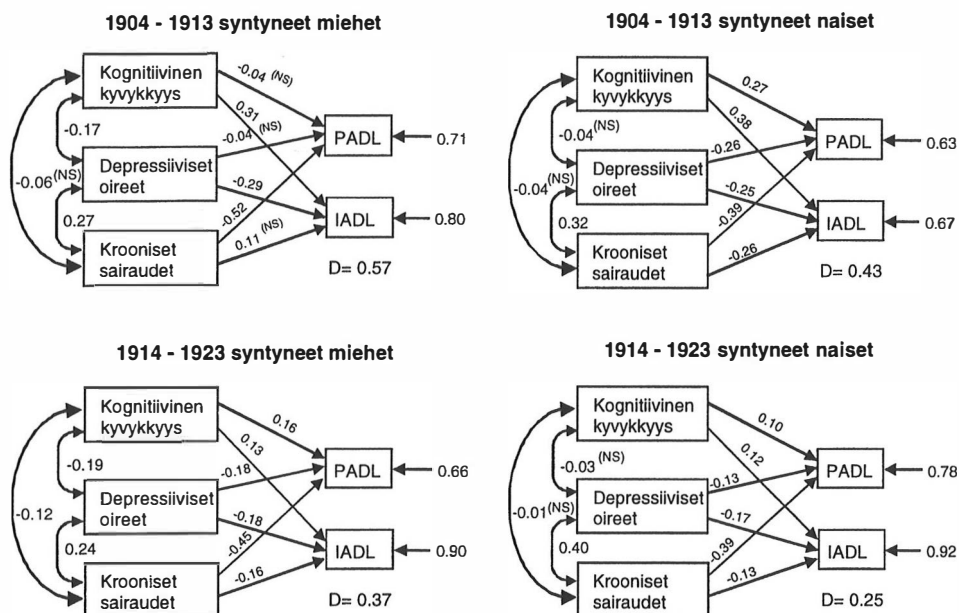 1904 - 1913 syntyneet miehet
Kognitiivinen
kyvykkyys
Depressiiviset
oireet
Krooniset
sairaudet
PADL
IADL
-0.17
-0.06(NS)
0.27
-0.04 (NS)
0.31
-0.04 (NS)
-0.29
-0.52
0.11 (NS)
0.71
0.80
D= 0.57
1904 - 1913 syntyneet naiset
Kognitiivinen
kyvykkyys
Depressiiviset
oireet
Krooniset
sairaudet
PADL
IADL
-0.04(NS)
-0.04(NS)
0.32
0.27
0.38
-0.26
-0.25
-0.39
-0.26
0.63
0.67
D= 0.43
1914 - 1923 syntyneet miehet
Kognitiivinen
kyvykkyys
Depressiiviset
oireet
Krooniset
sairaudet
PADL
IADL
-0.19
-0.12
0.24
0.16
0.13
-0.18
-0.18
-0.45
-0.16
0.66
0.90
D= 0.37
1914 - 1923 syntyneet naiset
Kognitiivinen
kyvykkyys
Depressiiviset
oireet
Krooniset
sairaudet
PADL
IADL
-0.03 (NS)
-0.01(NS)
0.40
0.10
0.12
-0.13
-0.17
-0.39
-0.13
0.78
0.92
D= 0.25